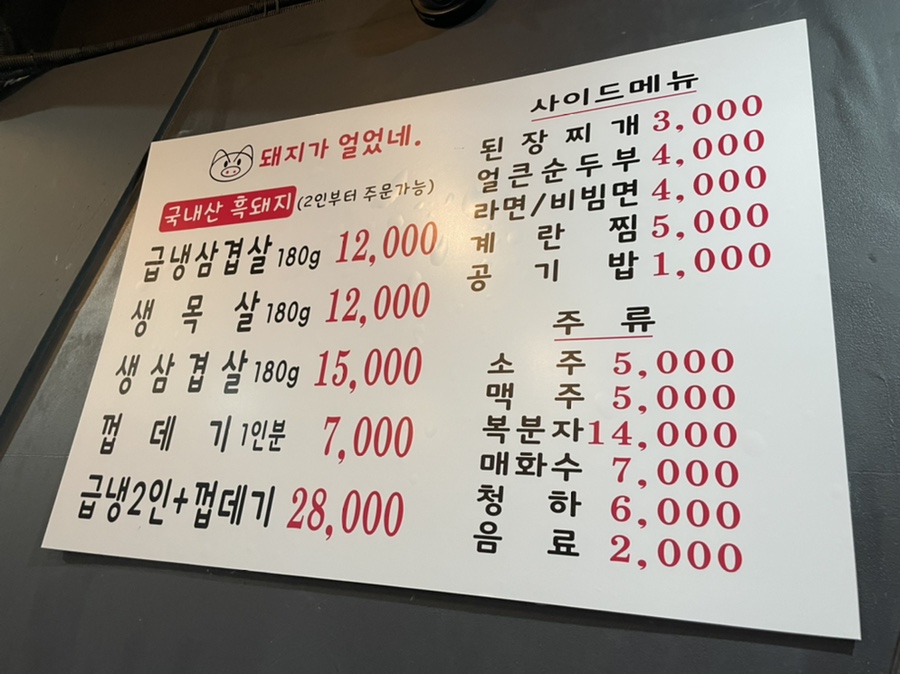 돼지가 얼었네.
국내산 흑돼지 (2인부터 주문가능)
급냉삼겹살 180g 12,000
생목살 180g 12,000
생삼겹살 180g 15,000
껍데기 1인분 7,000
급냉2인+껍데기 28,000
사이드메뉴
된장찌개 3,000
얼큰순두부 4,000
라면/비빔면 4,000
계란찜 5,000
공기밥 1,000
주류
소주 5,000
맥주 5,000
복분자 14,000
매화수 7,000
청하 6,000
음료 2,000